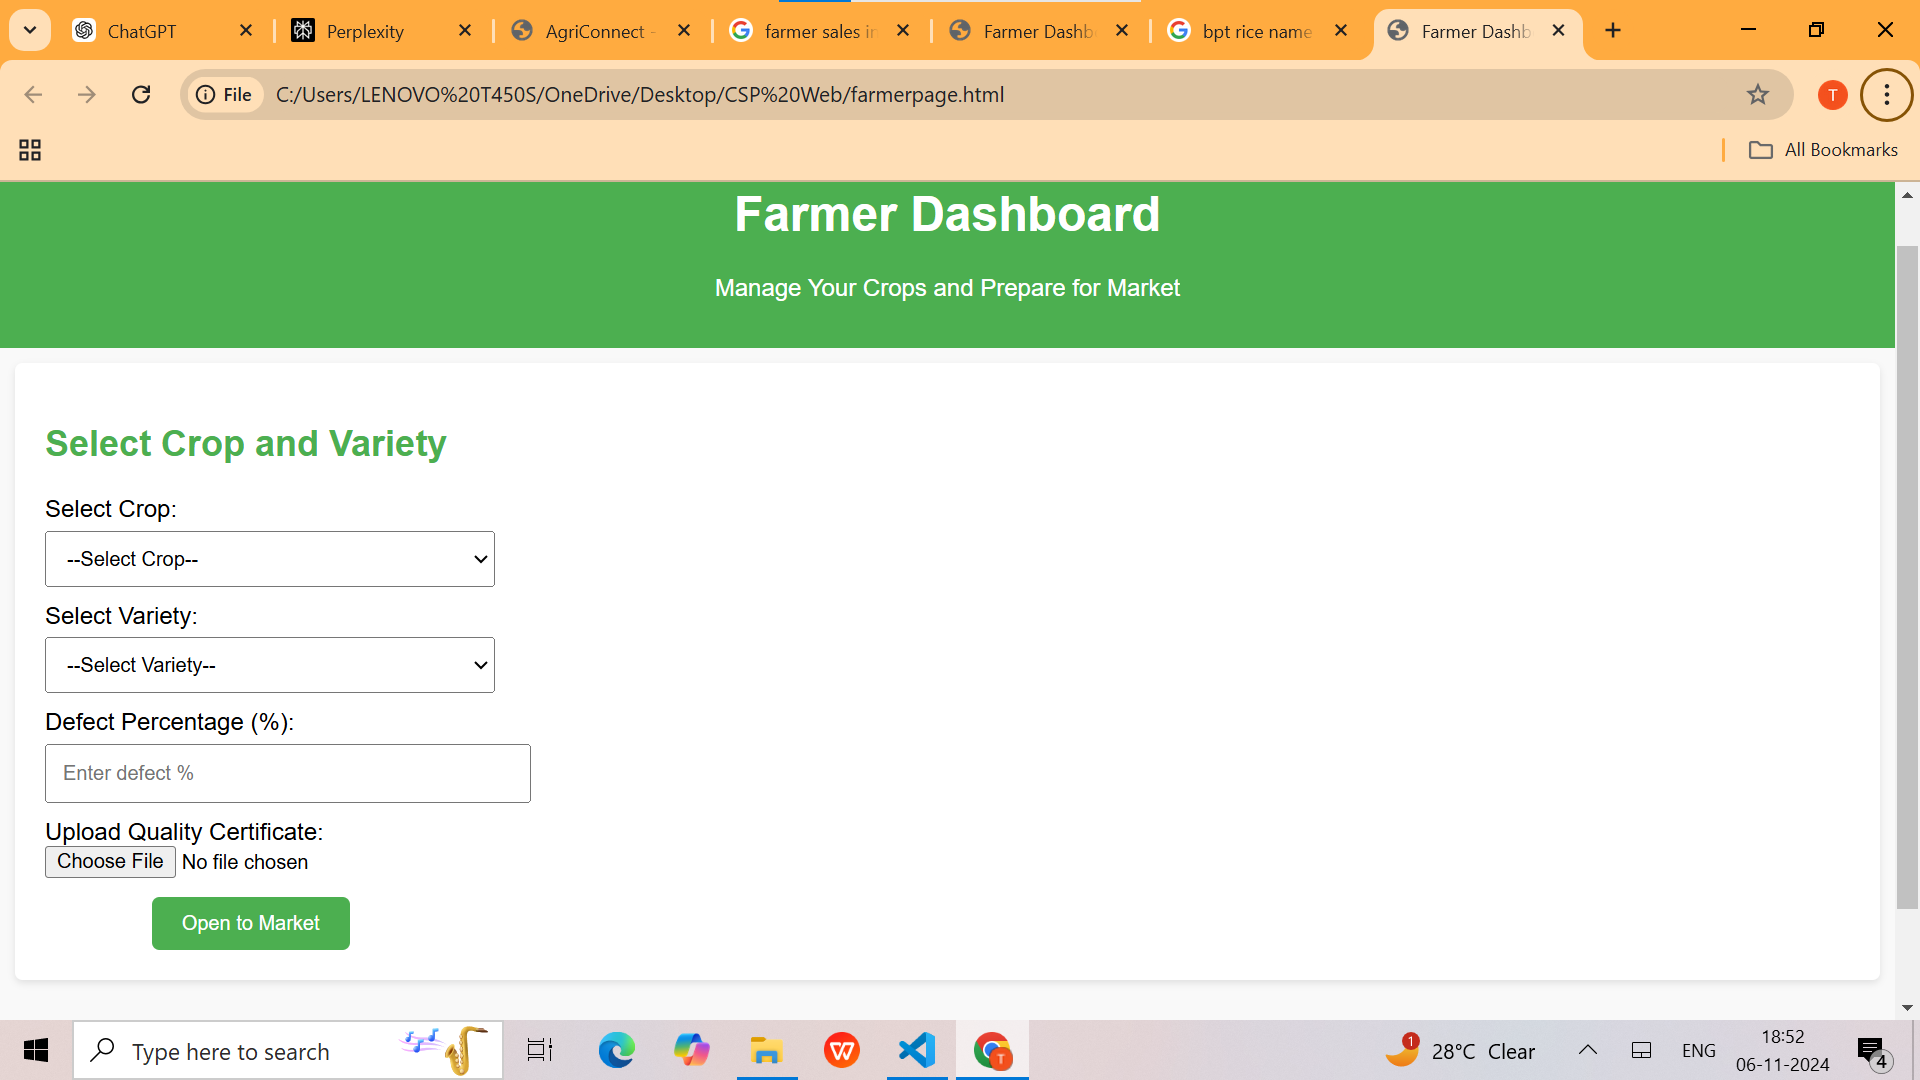 ChatGPT
Perplexity
AgriConnect -
farmer sales in
Farmer Dashb
bpt rice name
Farmer Dashb
File
C:/Users/LENOVO%20T450S/OneDrive/Desktop/CSP%20Web/farmerpage.html
T
All Bookmarks
Farmer Dashboard
Manage Your Crops and Prepare for Market
Select Crop and Variety
Select Crop:
--Select Crop--
Select Variety:
--Select Variety--
Defect Percentage (%):
Enter defect %
Upload Quality Certificate:
Choose File No file chosen
Open to Market
Type here to search
W
T
1
28°C Clear
ENG
18:52
06-11-2024
4